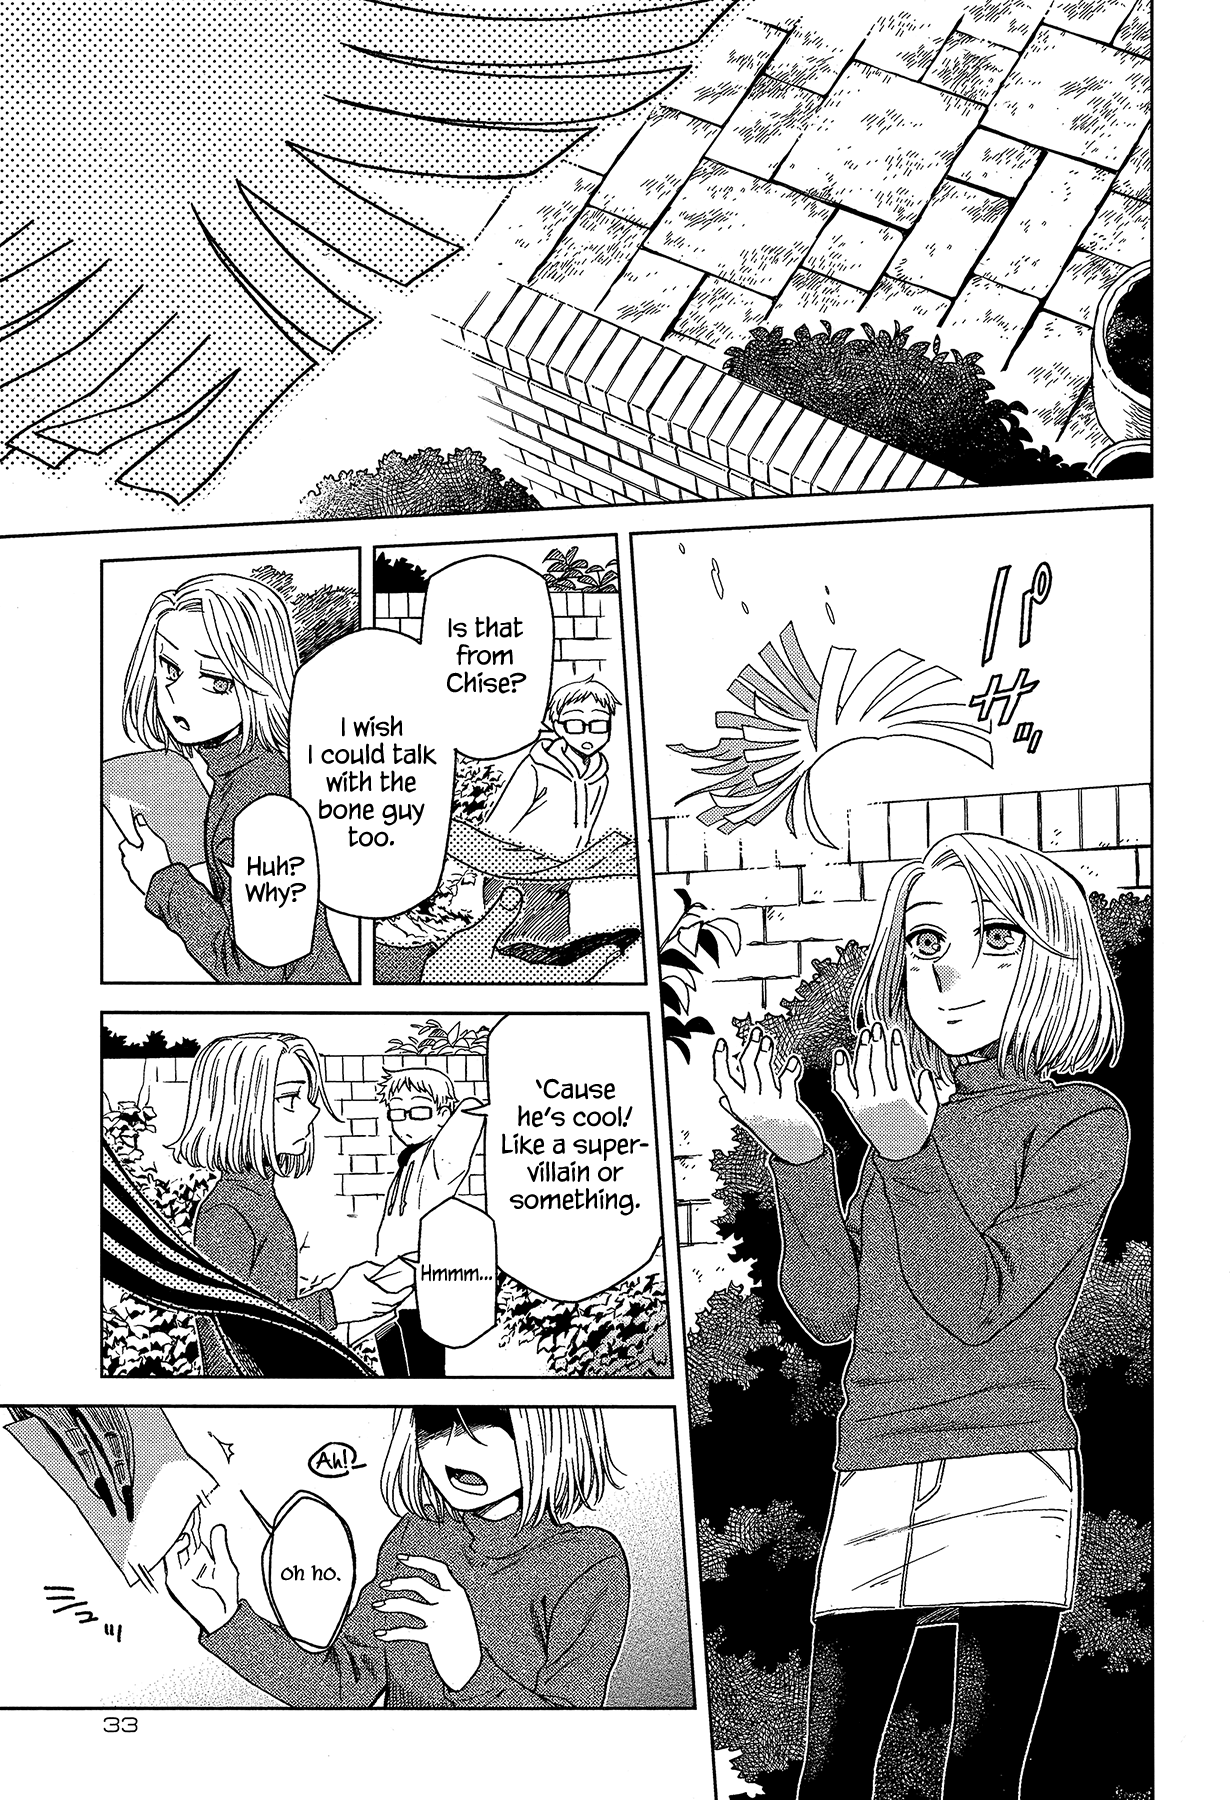 パサッ
Is that
from
Chise?
I wish
I could talk
with the
bone guy
too.
Huh?
Why?
'Cause
he's cool!
Like a super-
villain or
something.
Hmmm...
Ah!
oh ho.
シュッ
33